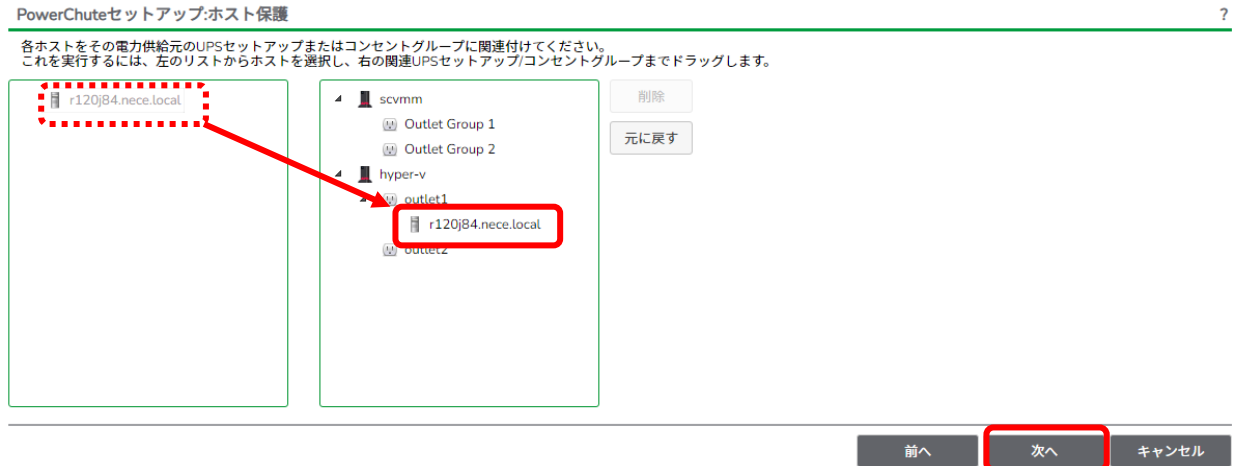 PowerChuteセットアップ:ホスト保護
?
各ホストをその電力供給元のUPSセットアップまたはコンセントグループに関連付けてください。
これを実行するには、左のリストからホストを選択し、右の関連UPSセットアップ/コンセントグループまでドラッグします。
r120j84.nece.local
scvmm
Outlet Group 1
Outlet Group 2
hyper-v
outlet1
r120j84.nece.local
outlet2
削除
元に戻す
前へ
次へ
キャンセル